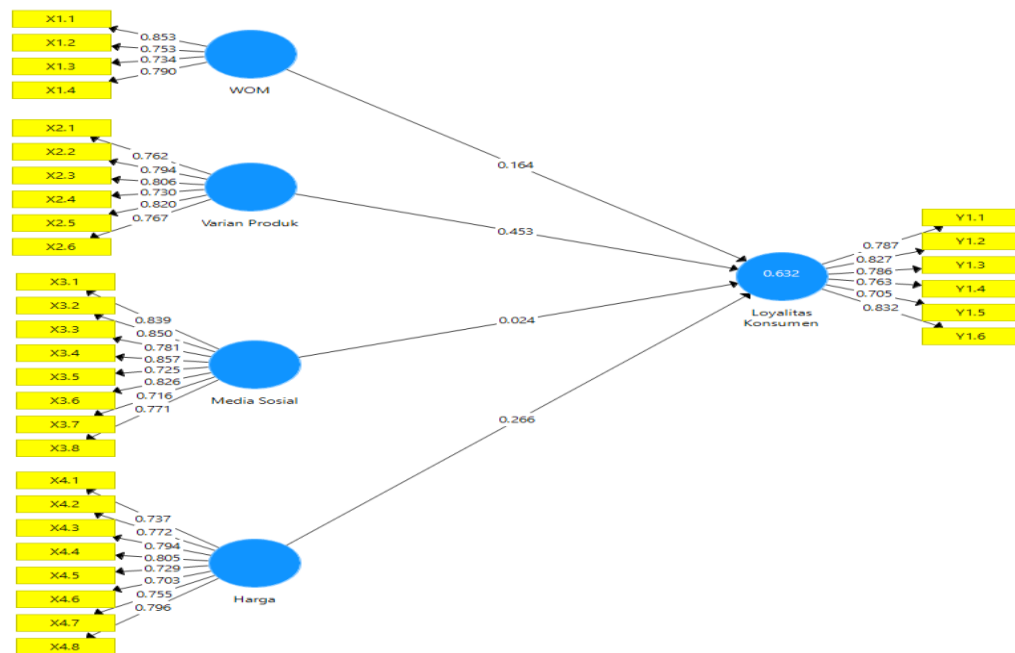 X1.1
X1.2
X1.3
X1.4
0.853
0.753
0.734
0.790
WOM
X2.1
X2.2
X2.3
X2.4
X2.5
X2.6
0.762
0.794
0.806
0.730
0.820
0.767
Varian Produk
X3.1
X3.2
X3.3
X3.4
X3.5
X3.6
X3.7
X3.8
0.839
0.850
0.781
0.857
0.725
0.826
0.716
0.771
Media Sosial
X4.1
X4.2
X4.3
X4.4
X4.5
X4.6
X4.7
X4.8
0.737
0.772
0.794
0.805
0.729
0.703
0.755
0.796
Harga
0.164
0.453
0.024
0.266
0.632
Loyalitas
Konsumen
0.787
0.827
0.786
0.763
0.705
0.832
Y1.1
Y1.2
Y1.3
Y1.4
Y1.5
Y1.6